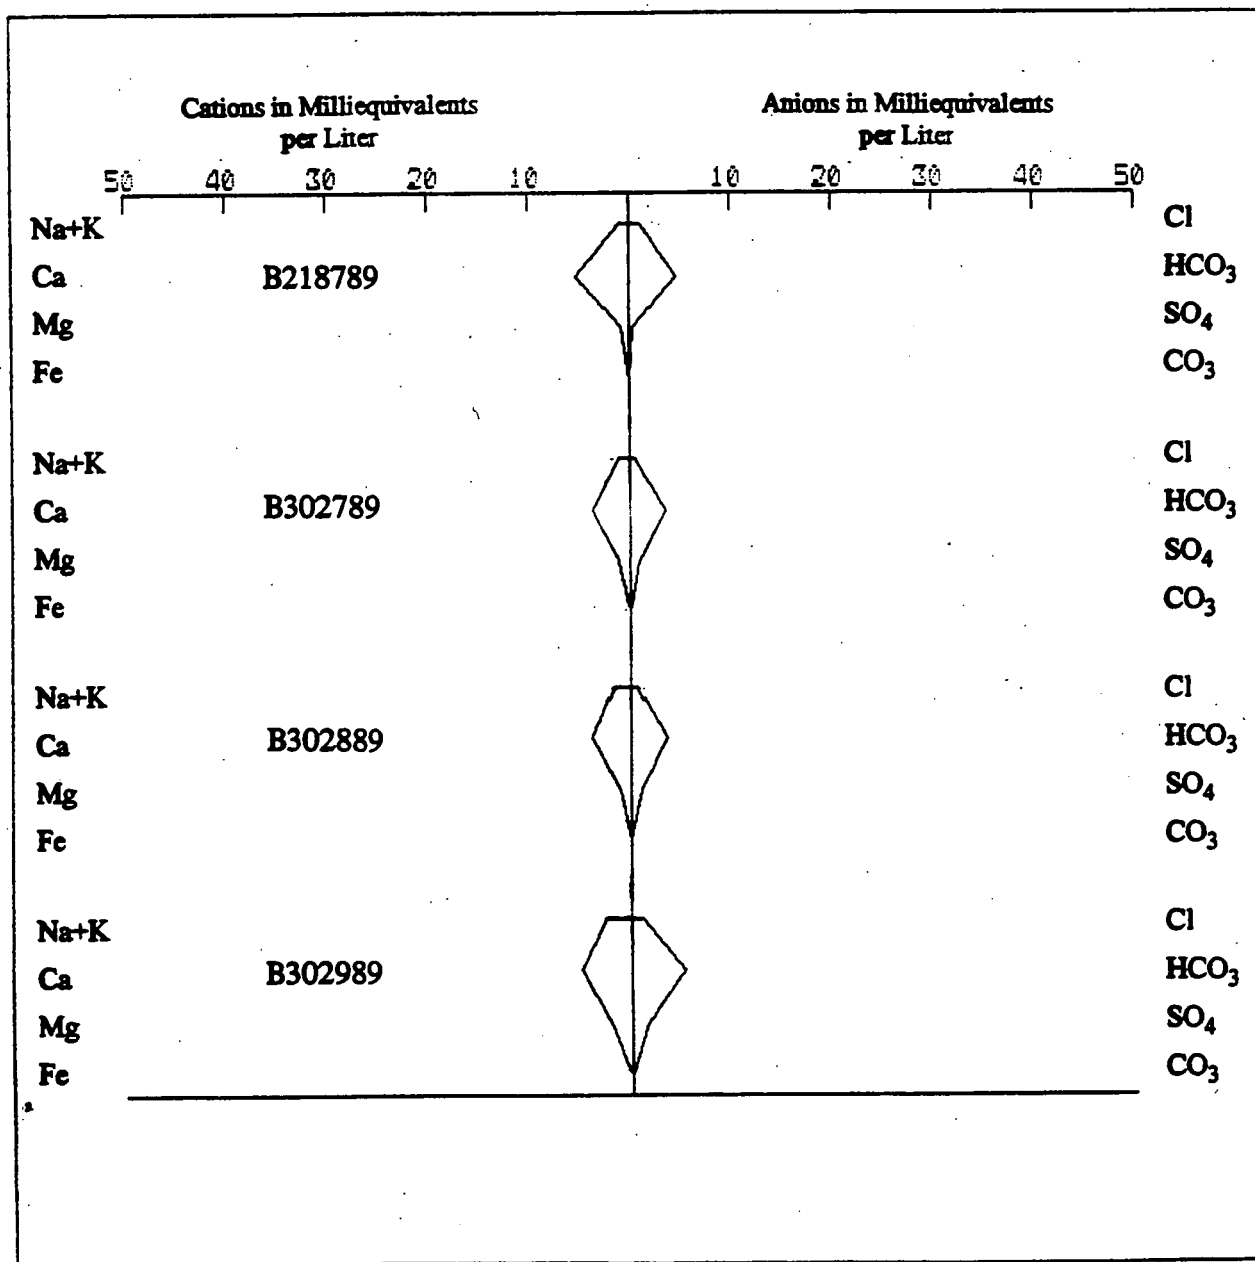 Cations in Milliequivalents
per Liter
Anions in Milliequivalents
per Liter
50 40 30 20 10 10 20 30 40 50
Na+K Cl
Ca B218789 HCO₃
Mg SO₄
Fe CO₃
Na+K Cl
Ca B302789 HCO₃
Mg SO₄
Fe CO₃
Na+K Cl
Ca B302889 HCO₃
Mg SO₄
Fe CO₃
Na+K Cl
Ca B302989 HCO₃
Mg SO₄
Fe CO₃